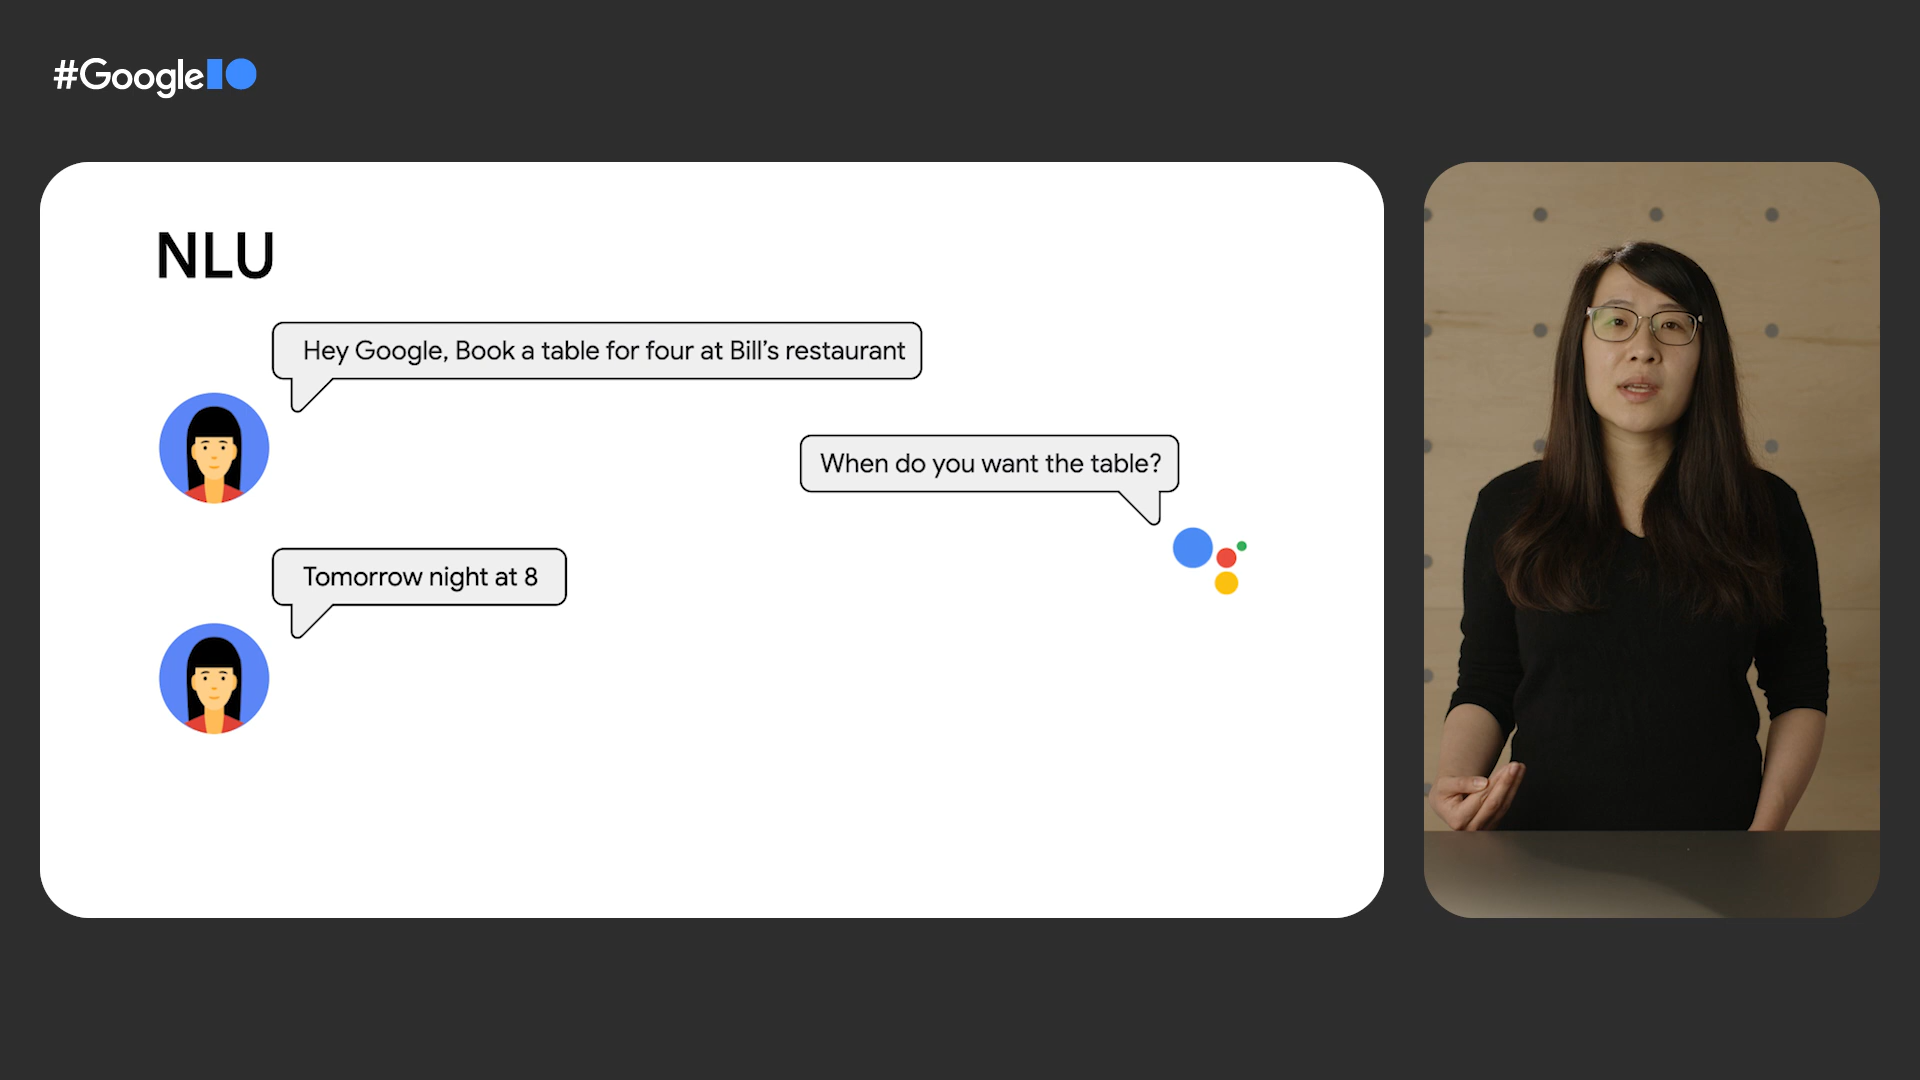 #GoogleIO
NLU
Hey Google, Book a table for four at Bill's restaurant
When do you want the table?
Tomorrow night at 8